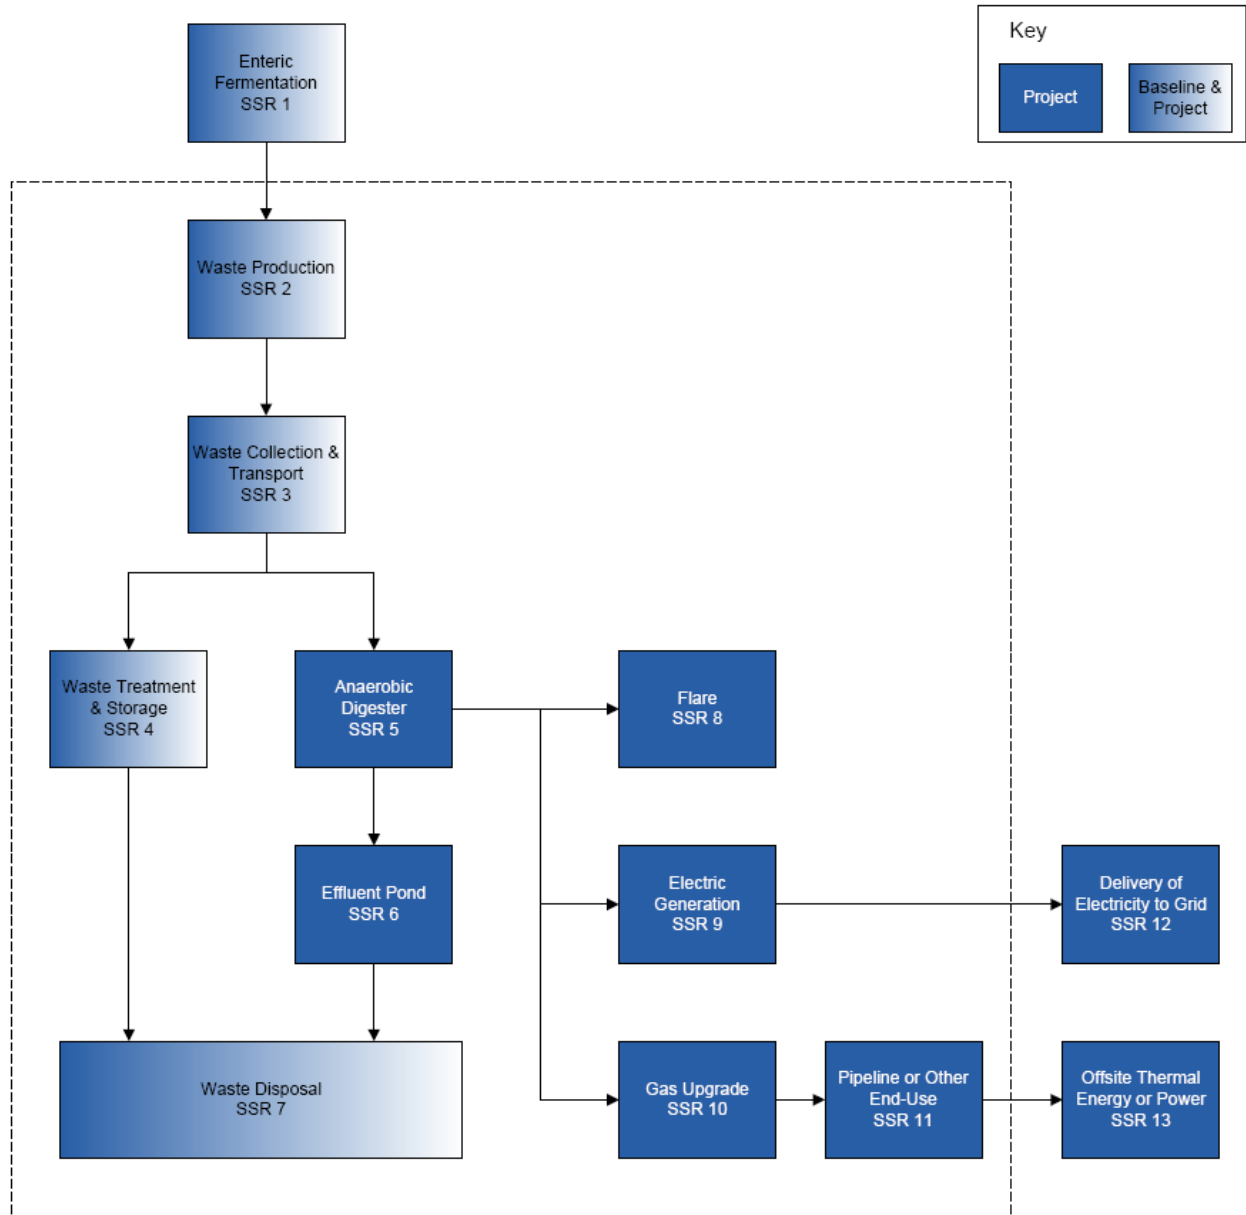 Key
Project
Baseline &
Project
Enteric
Fermentation
SSR 1
Waste Production
SSR 2
Waste Collection &
Transport
SSR 3
Waste Treatment
& Storage
SSR 4
Anaerobic
Digester
SSR 5
Flare
SSR 8
Effluent Pond
SSR 6
Electric
Generation
SSR 9
Delivery of
Electricity to Grid
SSR 12
Waste Disposal
SSR 7
Gas Upgrade
SSR 10
Pipeline or Other
End-Use
SSR 11
Offsite Thermal
Energy or Power
SSR 13